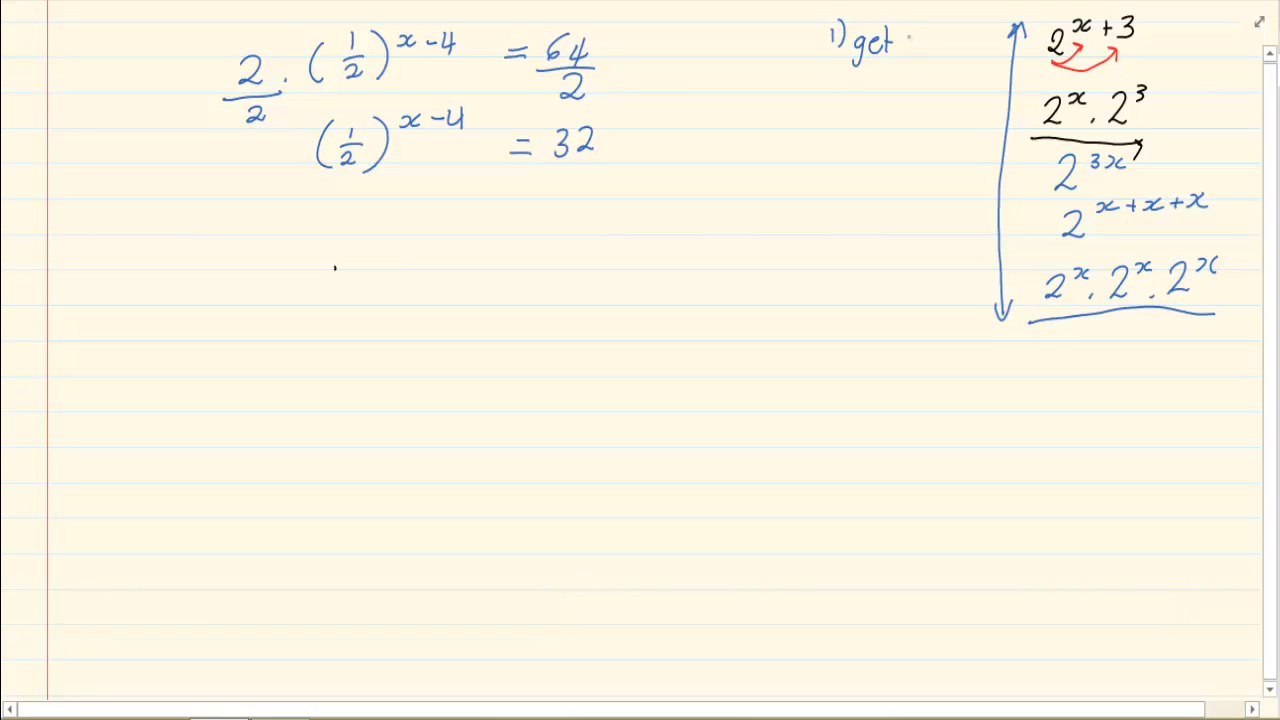 2/2 · (1/2)^(x-4) = 64/2
(1/2)^(x-4) = 32
1) get
2^(x+3)
2^x . 2^3
2^(3x)
2^(x+x+x)
2^x . 2^x . 2^x